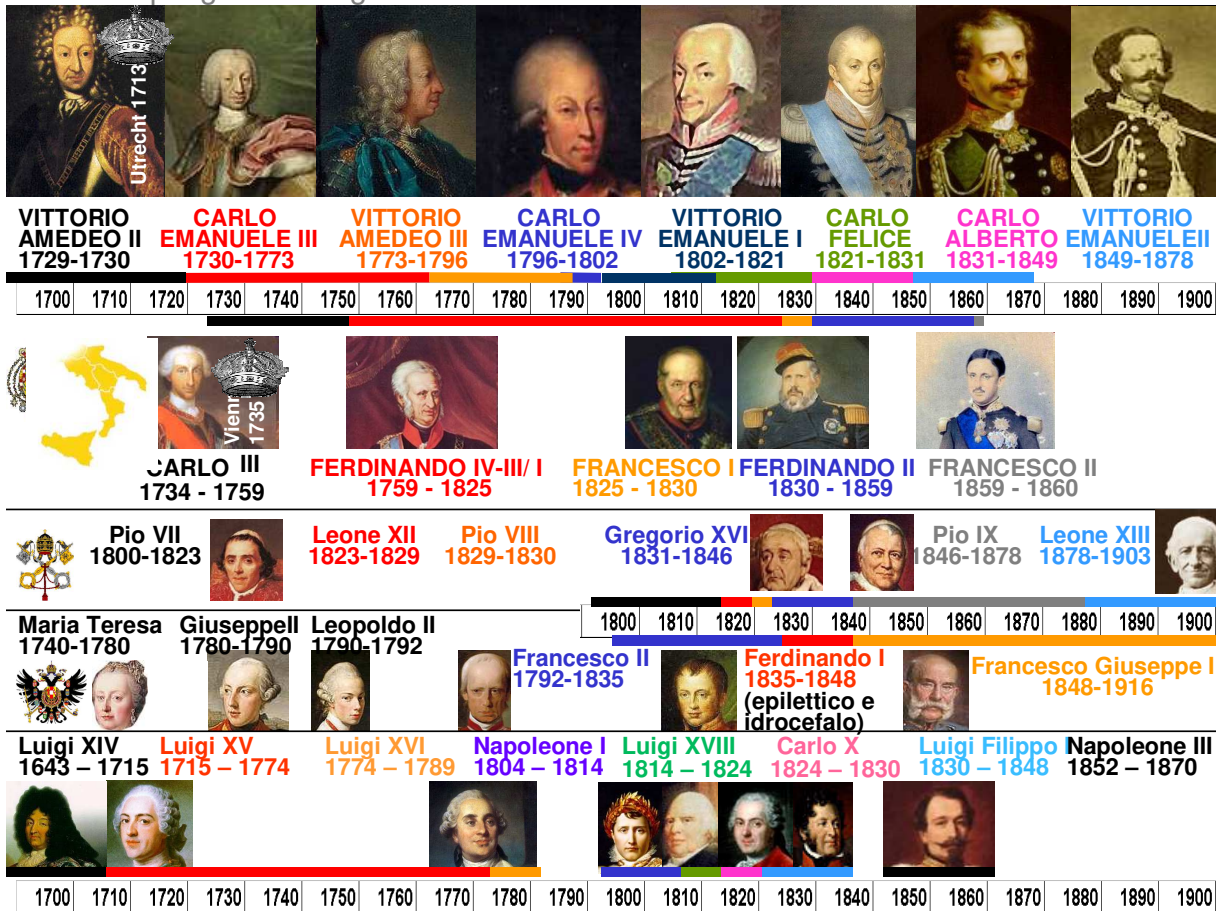 Utrecht 1713
VITTORIO AMEDEO II
1729-1730
CARLO EMANUELE III
1730-1773
VITTORIO AMEDEO III
1773-1796
CARLO EMANUELE IV
1796-1802
VITTORIO EMANUELE I
1802-1821
CARLO FELICE
1821-1831
CARLO ALBERTO
1831-1849
VITTORIO EMANUELEII
1849-1878
1700 1710 1720 1730 1740 1750 1760 1770 1780 1790 1800 1810 1820 1830 1840 1850 1860 1870 1880 1890 1900
1735
CARLO III
1734 - 1759
FERDINANDO IV-III/ I
1759 - 1825
FRANCESCO I
1825 - 1830
FERDINANDO II
1830 - 1859
FRANCESCO II
1859 - 1860
Pio VII
1800-1823
Leone XII
1823-1829
Pio VIII
1829-1830
Gregorio XVI
1831-1846
Pio IX
1846-1878
Leone XIII
1878-1903
1800 1810 1820 1830 1840 1850 1860 1870 1880 1890 1900
Maria Teresa
1740-1780
GiuseppeII
1780-1790
Leopoldo II
1790-1792
Francesco II
1792-1835
Ferdinando I
1835-1848
(epilettico e
idrocefalo)
Francesco Giuseppe I
1848-1916
Luigi XIV
1643 – 1715
Luigi XV
1715 – 1774
Luigi XVI
1774 – 1789
Napoleone I
1804 – 1814
Luigi XVIII
1814 – 1824
Carlo X
1824 – 1830
Luigi Filippo I
1830 – 1848
Napoleone III
1852 – 1870
1700 1710 1720 1730 1740 1750 1760 1770 1780 1790 1800 1810 1820 1830 1840 1850 1860 1870 1880 1890 1900